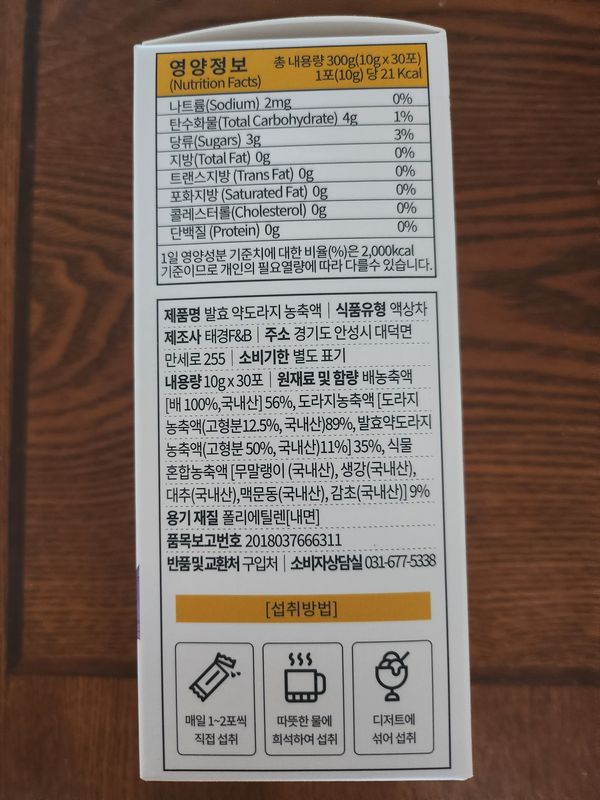 영양정보
(Nutrition Facts)
총 내용량 300g(10g x 30포)
1포(10g) 당 21 Kcal
나트륨(Sodium) 2mg 0%
탄수화물(Total Carbohydrate) 4g 1%
당류(Sugars) 3g 3%
지방(Total Fat) 0g 0%
트랜스지방 (Trans Fat) 0g 0%
포화지방 (Saturated Fat) 0g 0%
콜레스터롤(Cholesterol) 0g 0%
단백질 (Protein) 0g 0%
1일 영양성분 기준치에 대한 비율(%)은 2,000kcal
기준이므로 개인의 필요열량에 따라 다를수 있습니다.
제품명 발효 약도라지 농축액 | 식품유형 액상차
제조사 태경F&B | 주소 경기도 안성시 대덕면
만세로 255 | 소비기한 별도 표기
내용량 10g x 30포 | 원재료 및 함량 배농축액
[배 100%,국내산] 56%, 도라지농축액 [도라지
농축액(고형분12.5%, 국내산)89%, 발효약도라지
농축액(고형분 50%, 국내산)11%] 35%, 식물
혼합농축액 [무말랭이 (국내산), 생강(국내산),
대추(국내산),맥문동(국내산), 감초(국내산)] 9%
용기 재질 폴리에틸렌[내면]
품목보고번호 2018037666311
반품및교환처 구입처 | 소비자상담실 031-677-5338
[섭취방법]
매일 1~2포씩
직접 섭취
따뜻한 물에
희석하여 섭취
디저트에
섞어 섭취